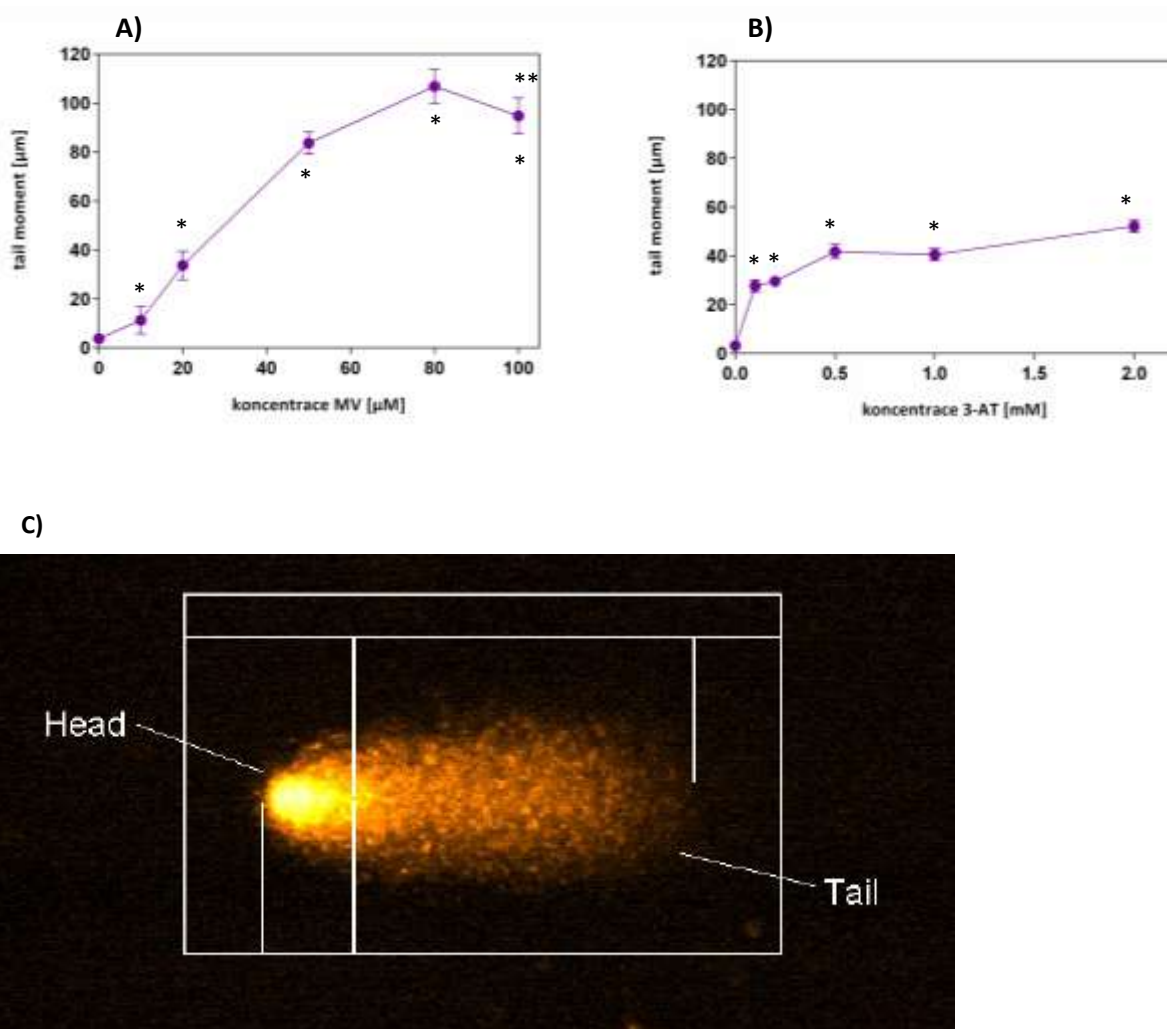 A)
120
100
80
60
40
20
0
tail moment [µm]
*
*
*
*
**
*
0 20 40 60 80 100
koncentrace MV [µM]
B)
120
100
80
60
40
20
0
tail moment [µm]
* *
*
*
*
0.0 0.5 1.0 1.5 2.0
koncentrace 3-AT [mM]
C)
Head
Tail